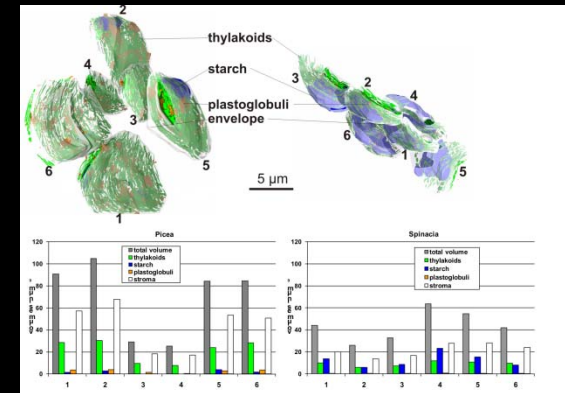 2
thylakoids
4
starch
3
2
4
plastoglobuli
3
envelope
6
1
6
5
5
5 µm
1
Picea
Spinacia
120
100
80
60
40
20
0
total volume
thylakoids
starch
plastoglobuli
stroma
1 2 3 4 5 6
120
100
80
60
40
20
0
total volume
thylakoids
starch
plastoglobuli
stroma
1 2 3 4 5 6